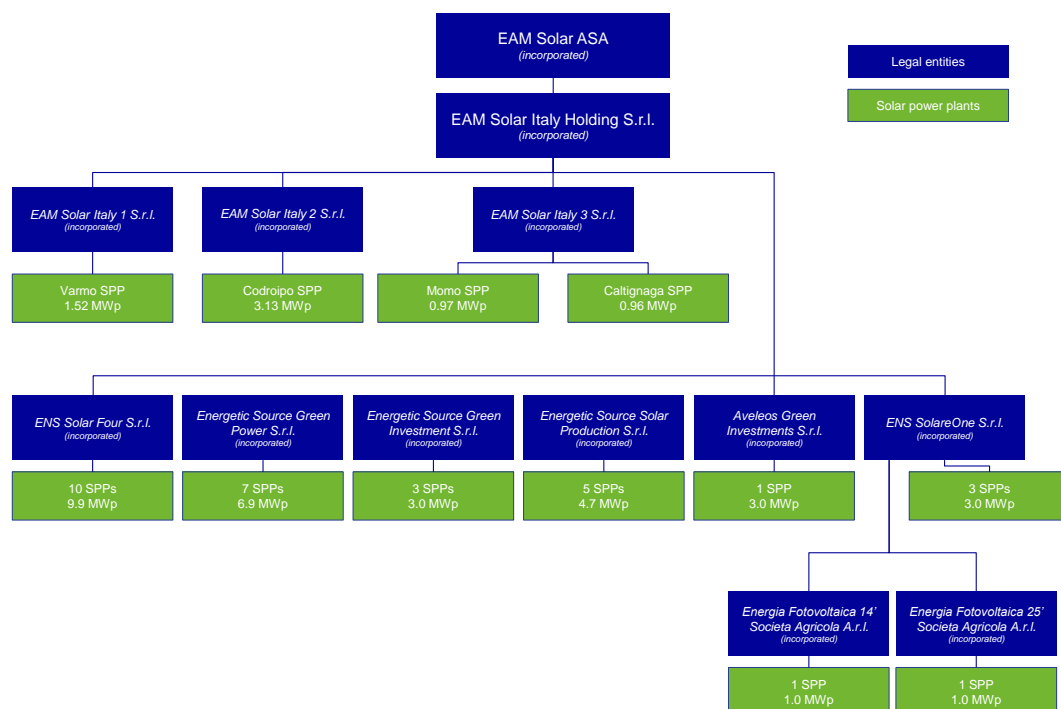 EAM Solar ASA
(incorporated)
Legal entities
Solar power plants
EAM Solar Italy Holding S.r.l.
(incorporated)
EAM Solar Italy 1 S.r.l.
(incorporated)
EAM Solar Italy 2 S.r.l.
(incorporated)
EAM Solar Italy 3 S.r.l.
(incorporated)
Varmo SPP
1.52 MWp
Codroipo SPP
3.13 MWp
Momo SPP
0.97 MWp
Caltignaga SPP
0.96 MWp
ENS Solar Four S.r.l.
(incorporated)
Energetic Source Green
Power S.r.l.
(incorporated)
Energetic Source Green
Investment S.r.l.
(incorporated)
Energetic Source Solar
Production S.r.l.
(incorporated)
Aveleos Green
Investments S.r.l.
(incorporated)
ENS SolareOne S.r.l.
(incorporated)
10 SPPs
9.9 MWp
7 SPPs
6.9 MWp
3 SPPs
3.0 MWp
5 SPPs
4.7 MWp
1 SPP
3.0 MWp
3 SPPs
3.0 MWp
Energia Fotovoltaica 14'
Societa Agricola A.r.l.
(incorporated)
Energia Fotovoltaica 25'
Societa Agricola A.r.l.
(incorporated)
1 SPP
1.0 MWp
1 SPP
1.0 MWp